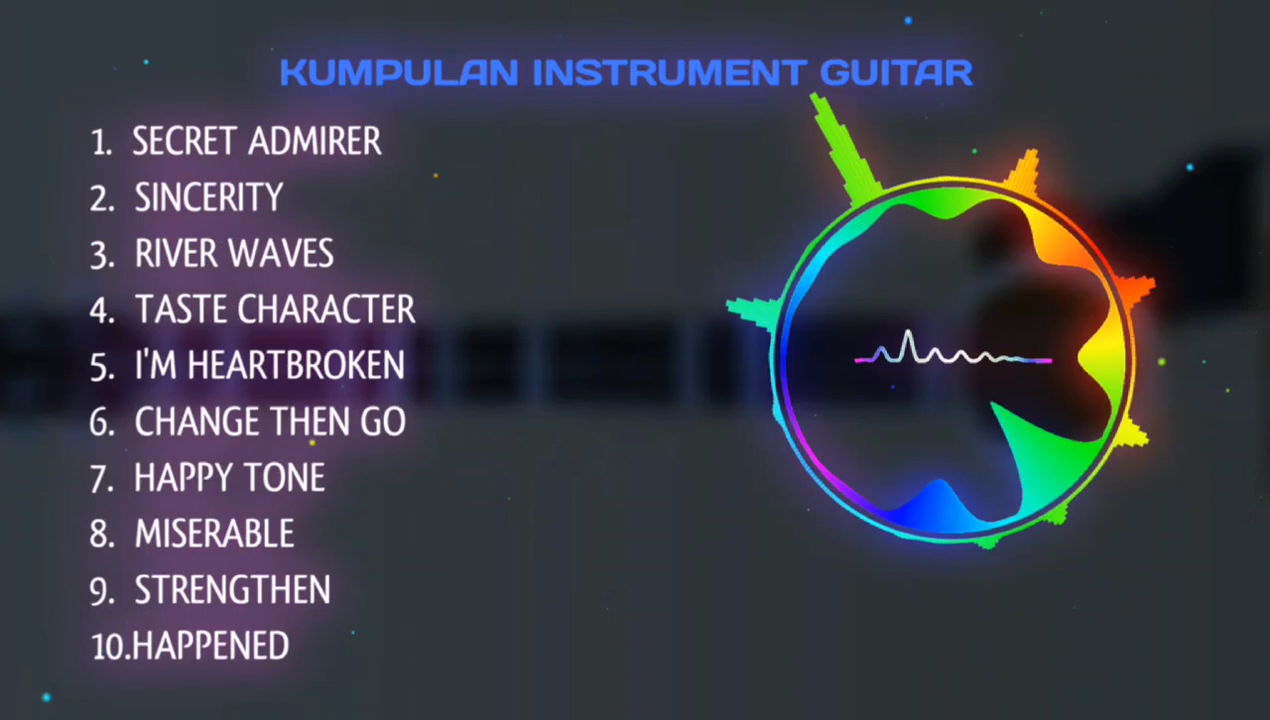 KUMPULAN INSTRUMENT GUITAR
1. SECRET ADMIRER
2. SINCERITY
3. RIVER WAVES
4. TASTE CHARACTER
5. I'M HEARTBROKEN
6. CHANGE THEN GO
7. HAPPY TONE
8. MISERABLE
9. STRENGTHEN
10.HAPPENED